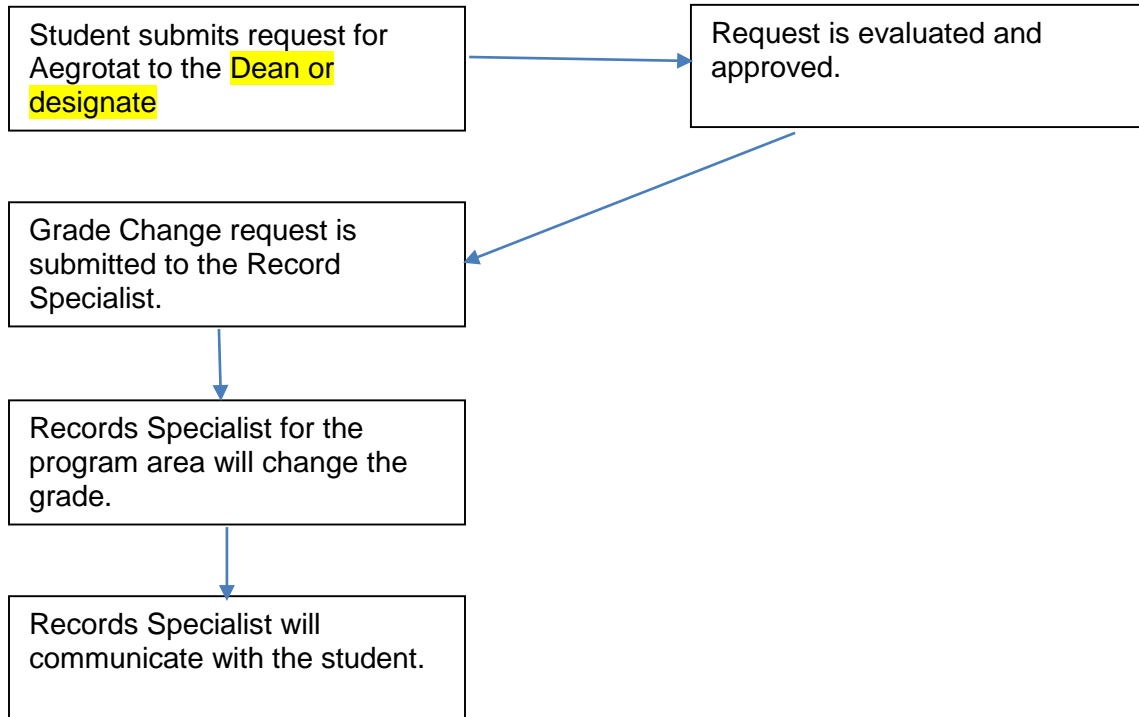 Student submits request for
Aegrotat to the Dean or
designate
Request is evaluated and
approved.
Grade Change request is
submitted to the Record
Specialist.
Records Specialist for the
program area will change the
grade.
Records Specialist will
communicate with the student.